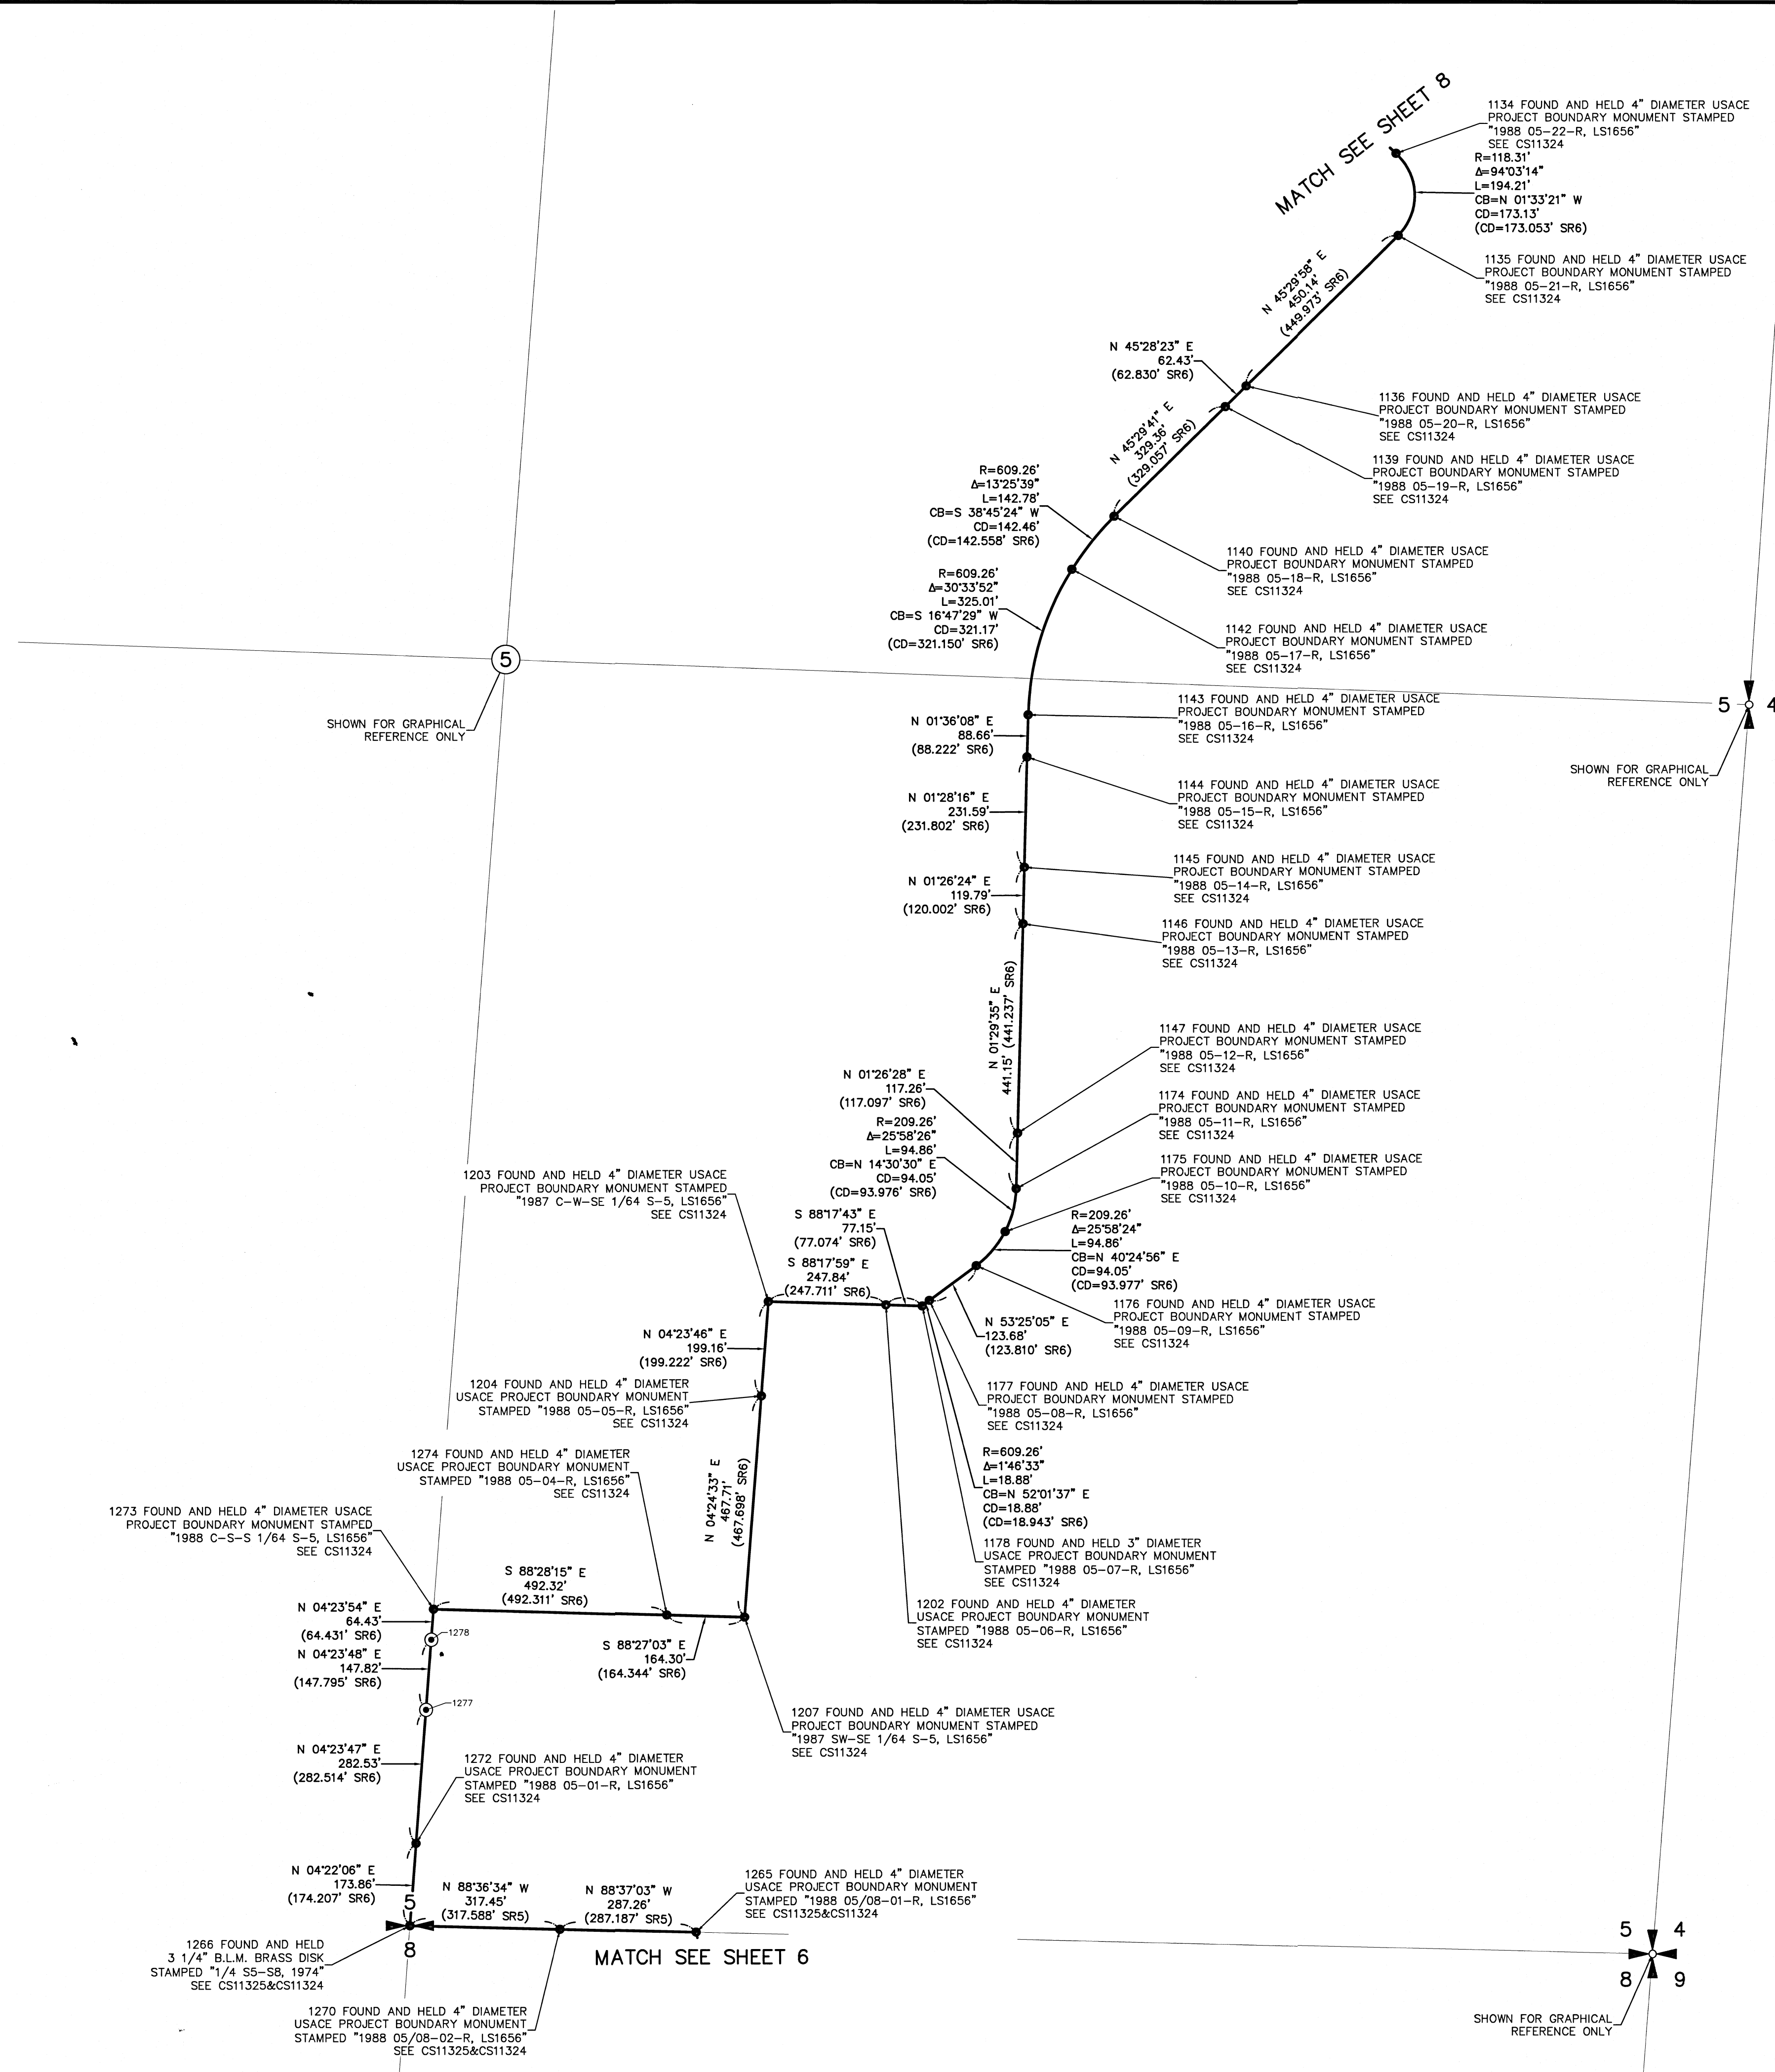 MATCH SEE SHEET 8
1134 FOUND AND HELD 4" DIAMETER USACE
PROJECT BOUNDARY MONUMENT STAMPED
"1988 05-22-R, LS1656"
SEE CS11324
R=118.31'
Δ=94°03'14"
L=194.21'
CB=N 01°33'21" W
CD=173.13'
(CD=173.053' SR6)
1135 FOUND AND HELD 4" DIAMETER USACE
PROJECT BOUNDARY MONUMENT STAMPED
"1988 05-21-R, LS1656"
SEE CS11324
N 45°29'58" E
450.14'
(449.973' SR6)
N 45°28'23" E
62.43'
(62.830' SR6)
1136 FOUND AND HELD 4" DIAMETER USACE
PROJECT BOUNDARY MONUMENT STAMPED
"1988 05-20-R, LS1656"
SEE CS11324
N 45°29'41" E
329.36'
(329.057' SR6)
1139 FOUND AND HELD 4" DIAMETER USACE
PROJECT BOUNDARY MONUMENT STAMPED
"1988 05-19-R, LS1656"
SEE CS11324
R=609.26'
Δ=13°25'39"
L=142.78'
CB=S 38°45'24" W
CD=142.46'
(CD=142.558' SR6)
1140 FOUND AND HELD 4" DIAMETER USACE
PROJECT BOUNDARY MONUMENT STAMPED
"1988 05-18-R, LS1656"
SEE CS11324
R=609.26'
Δ=30°33'52"
L=325.01'
CB=S 16°47'29" W
CD=321.17'
(CD=321.150' SR6)
1142 FOUND AND HELD 4" DIAMETER USACE
PROJECT BOUNDARY MONUMENT STAMPED
"1988 05-17-R, LS1656"
SEE CS11324
5
SHOWN FOR GRAPHICAL
REFERENCE ONLY
1143 FOUND AND HELD 4" DIAMETER USACE
PROJECT BOUNDARY MONUMENT STAMPED
"1988 05-16-R, LS1656"
SEE CS11324
5 4
SHOWN FOR GRAPHICAL
REFERENCE ONLY
N 01°36'08" E
88.66'
(88.222' SR6)
1144 FOUND AND HELD 4" DIAMETER USACE
PROJECT BOUNDARY MONUMENT STAMPED
"1988 05-15-R, LS1656"
SEE CS11324
N 01°28'16" E
231.59'
(231.802' SR6)
1145 FOUND AND HELD 4" DIAMETER USACE
PROJECT BOUNDARY MONUMENT STAMPED
"1988 05-14-R, LS1656"
SEE CS11324
N 01°26'24" E
119.79'
(120.002' SR6)
1146 FOUND AND HELD 4" DIAMETER USACE
PROJECT BOUNDARY MONUMENT STAMPED
"1988 05-13-R, LS1656"
SEE CS11324
N 01°29'35" E
441.15' (441.237' SR6)
1147 FOUND AND HELD 4" DIAMETER USACE
PROJECT BOUNDARY MONUMENT STAMPED
"1988 05-12-R, LS1656"
SEE CS11324
N 01°26'28" E
117.26'
(117.097' SR6)
1174 FOUND AND HELD 4" DIAMETER USACE
PROJECT BOUNDARY MONUMENT STAMPED
"1988 05-11-R, LS1656"
SEE CS11324
R=209.26'
Δ=25°58'26"
L=94.86'
CB=N 14°30'30" E
CD=94.05'
(CD=93.976' SR6)
1175 FOUND AND HELD 4" DIAMETER USACE
PROJECT BOUNDARY MONUMENT STAMPED
"1988 05-10-R, LS1656"
SEE CS11324
1203 FOUND AND HELD 4" DIAMETER USACE
PROJECT BOUNDARY MONUMENT STAMPED
"1987 C-W-SE 1/64 S-5, LS1656"
SEE CS11324
S 88°17'43" E
77.15'
(77.074' SR6)
S 88°17'59" E
247.84'
(247.711' SR6)
R=209.26'
Δ=25°58'24"
L=94.86'
CB=N 40°24'56" E
CD=94.05'
(CD=93.977' SR6)
1176 FOUND AND HELD 4" DIAMETER USACE
PROJECT BOUNDARY MONUMENT STAMPED
"1988 05-09-R, LS1656"
SEE CS11324
N 53°25'05" E
123.68'
(123.810' SR6)
N 04°23'46" E
199.16'
(199.222' SR6)
1204 FOUND AND HELD 4" DIAMETER
USACE PROJECT BOUNDARY MONUMENT
STAMPED "1988 05-05-R, LS1656"
SEE CS11324
1177 FOUND AND HELD 4" DIAMETER USACE
PROJECT BOUNDARY MONUMENT STAMPED
"1988 05-08-R, LS1656"
SEE CS11324
1274 FOUND AND HELD 4" DIAMETER
USACE PROJECT BOUNDARY MONUMENT
STAMPED "1988 05-04-R, LS1656"
SEE CS11324
N 04°24'33" E
467.71'
(467.698' SR6)
R=609.26'
Δ=1°46'33"
L=18.88'
CB=N 52°01'37" E
CD=18.88'
(CD=18.943' SR6)
1273 FOUND AND HELD 4" DIAMETER USACE
PROJECT BOUNDARY MONUMENT STAMPED
"1988 C-S-S 1/64 S-5, LS1656"
SEE CS11324
1178 FOUND AND HELD 3" DIAMETER
USACE PROJECT BOUNDARY MONUMENT
STAMPED "1988 05-07-R, LS1656"
SEE CS11324
S 88°28'15" E
492.32'
(492.311' SR6)
1202 FOUND AND HELD 4" DIAMETER
USACE PROJECT BOUNDARY MONUMENT
STAMPED "1988 05-06-R, LS1656"
SEE CS11324
N 04°23'54" E
64.43'
(64.431' SR6)
1278
S 88°27'03" E
164.30'
(164.344' SR6)
N 04°23'48" E
147.82'
(147.795' SR6)
1277
1207 FOUND AND HELD 4" DIAMETER USACE
PROJECT BOUNDARY MONUMENT STAMPED
"1987 SW-SE 1/64 S-5, LS1656"
SEE CS11324
N 04°23'47" E
282.53'
(282.514' SR6)
1272 FOUND AND HELD 4" DIAMETER
USACE PROJECT BOUNDARY MONUMENT
STAMPED "1988 05-01-R, LS1656"
SEE CS11324
N 04°22'06" E
173.86'
(174.207' SR6)
5
8
N 88°36'34" W
317.45'
(317.588' SR5)
N 88°37'03" W
287.26'
(287.187' SR5)
1265 FOUND AND HELD 4" DIAMETER
USACE PROJECT BOUNDARY MONUMENT
STAMPED "1988 05/08-01-R, LS1656"
SEE CS11325&CS11324
MATCH SEE SHEET 6
1266 FOUND AND HELD
3 1/4" B.L.M. BRASS DISK
STAMPED "1/4 S5-S8, 1974"
SEE CS11325&CS11324
1270 FOUND AND HELD 4" DIAMETER
USACE PROJECT BOUNDARY MONUMENT
STAMPED "1988 05/08-02-R, LS1656"
SEE CS11325&CS11324
5 4
8 9
SHOWN FOR GRAPHICAL
REFERENCE ONLY